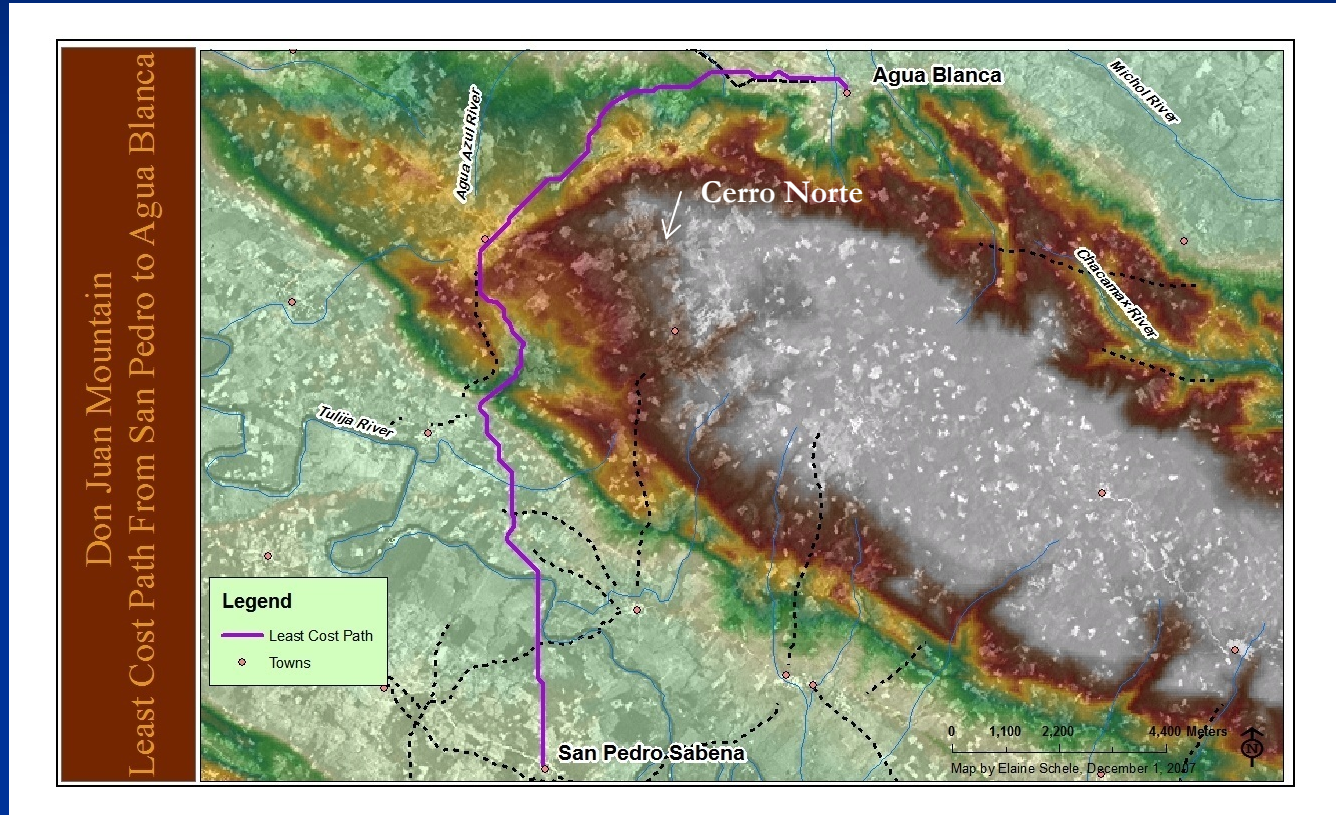 Don Juan Mountain
Least Cost Path From San Pedro to Agua Blanca
Agua Blanca
Michol River
Agua Azul River
Cerro Norte
Chacamax River
Tulija River
Legend
Least Cost Path
Towns
San Pedro Sabena
0 1,100 2,200 4,400 Meters
N
Map by Elaine Schele, December 1, 2007